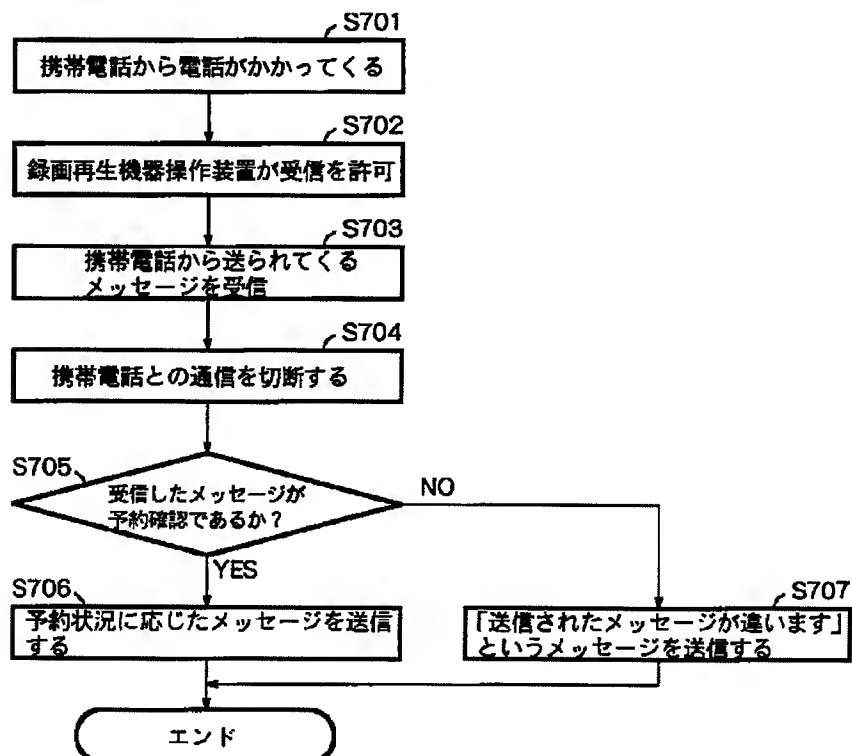 S701
携帯電話から電話がかかってくる
S702
録画再生機器操作装置が受信を許可
S703
携帯電話から送られてくる
メッセージを受信
S704
携帯電話との通信を切断する
S705
受信したメッセージが
予約確認であるか?
NO
YES
S706
予約状況に応じたメッセージを送信
する
S707
「送信されたメッセージが違います」
というメッセージを送信する
エンド